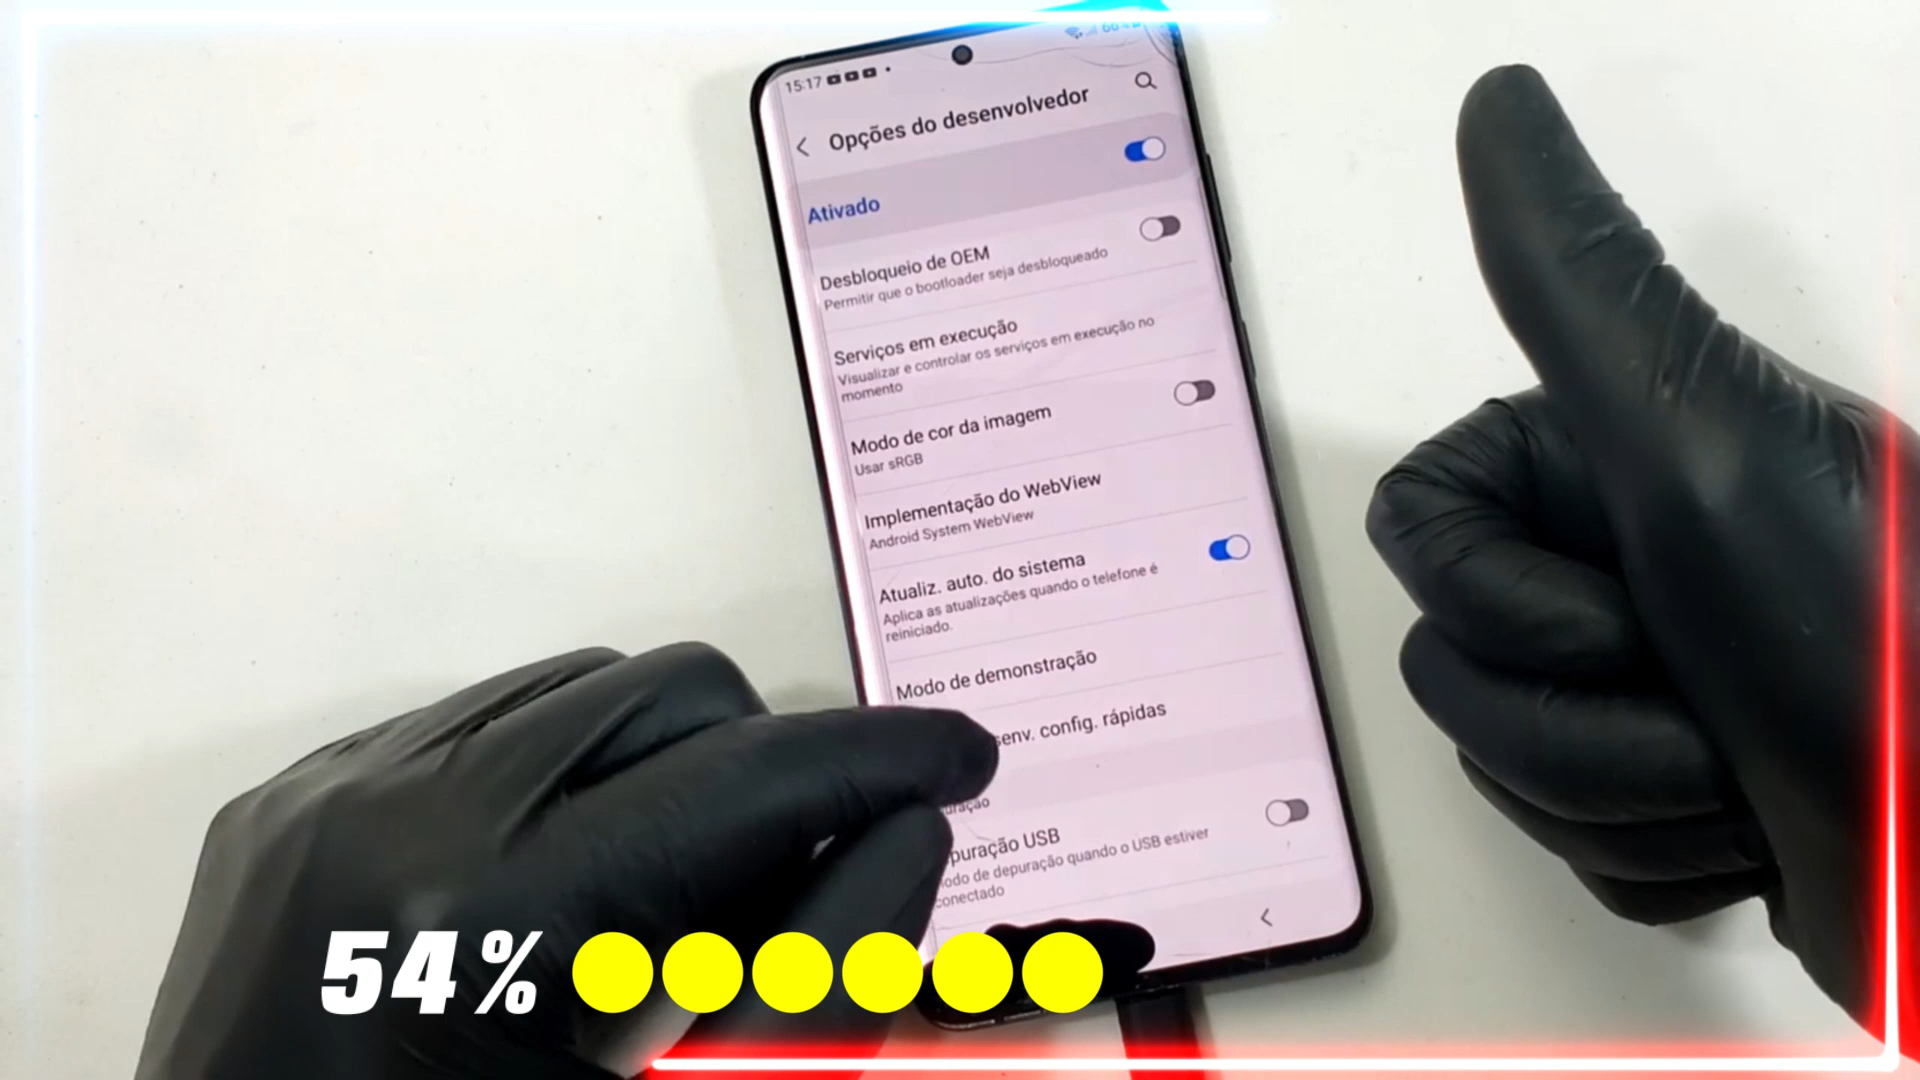 15:17
Opções do desenvolvedor
Ativado
Desbloqueio de OEM
Permitir que o bootloader seja desbloqueado
Serviços em execução
Visualizar e controlar os serviços em execução no
momento
Modo de cor da imagem
Usar sRGB
Implementação do WebView
Android System WebView
Atualiz. auto. do sistema
Aplica as atualizações quando o telefone é
reiniciado.
Modo de demonstração
config. rápidas
USB
de depuração quando o USB estiver
conectado
54%